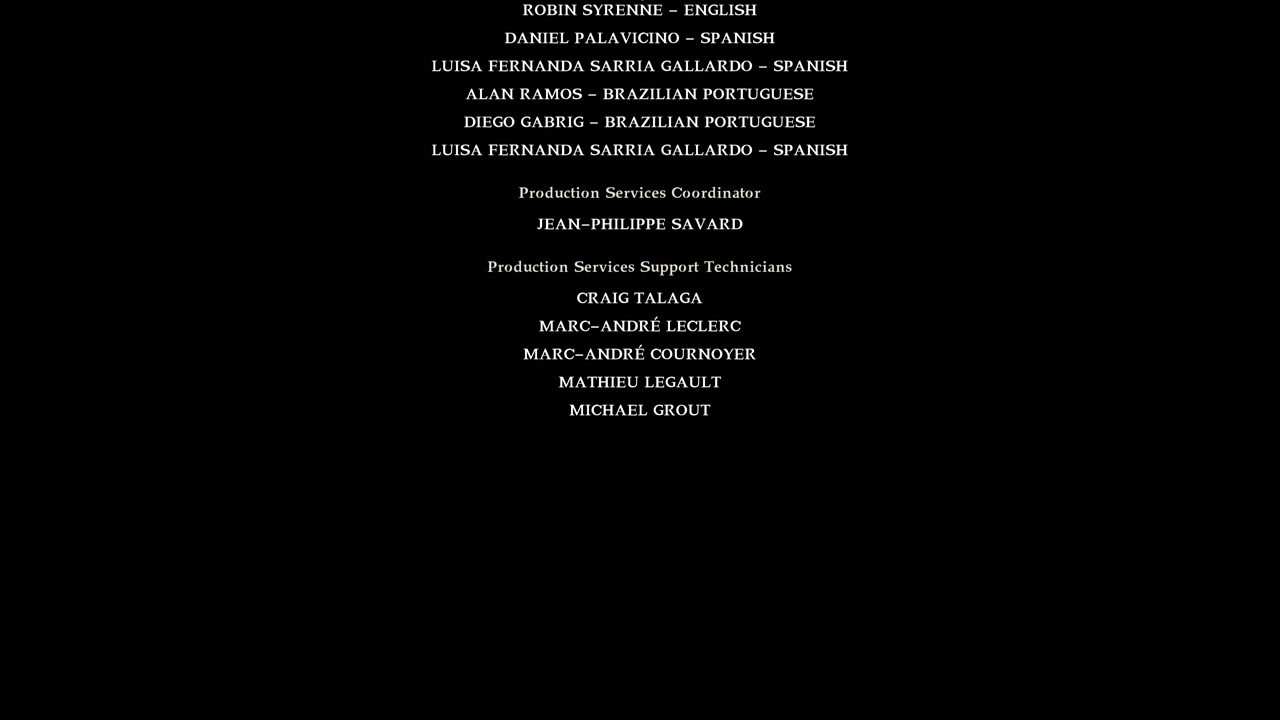 ROBIN SYRENNE – ENGLISH
DANIEL PALAVICINO – SPANISH
LUISA FERNANDA SARRIA GALLARDO – SPANISH
ALAN RAMOS – BRAZILIAN PORTUGUESE
DIEGO GABRIG – BRAZILIAN PORTUGUESE
LUISA FERNANDA SARRIA GALLARDO – SPANISH
Production Services Coordinator
JEAN–PHILIPPE SAVARD
Production Services Support Technicians
CRAIG TALAGA
MARC–ANDRÉ LECLERC
MARC–ANDRÉ COURNOYER
MATHIEU LEGAULT
MICHAEL GROUT